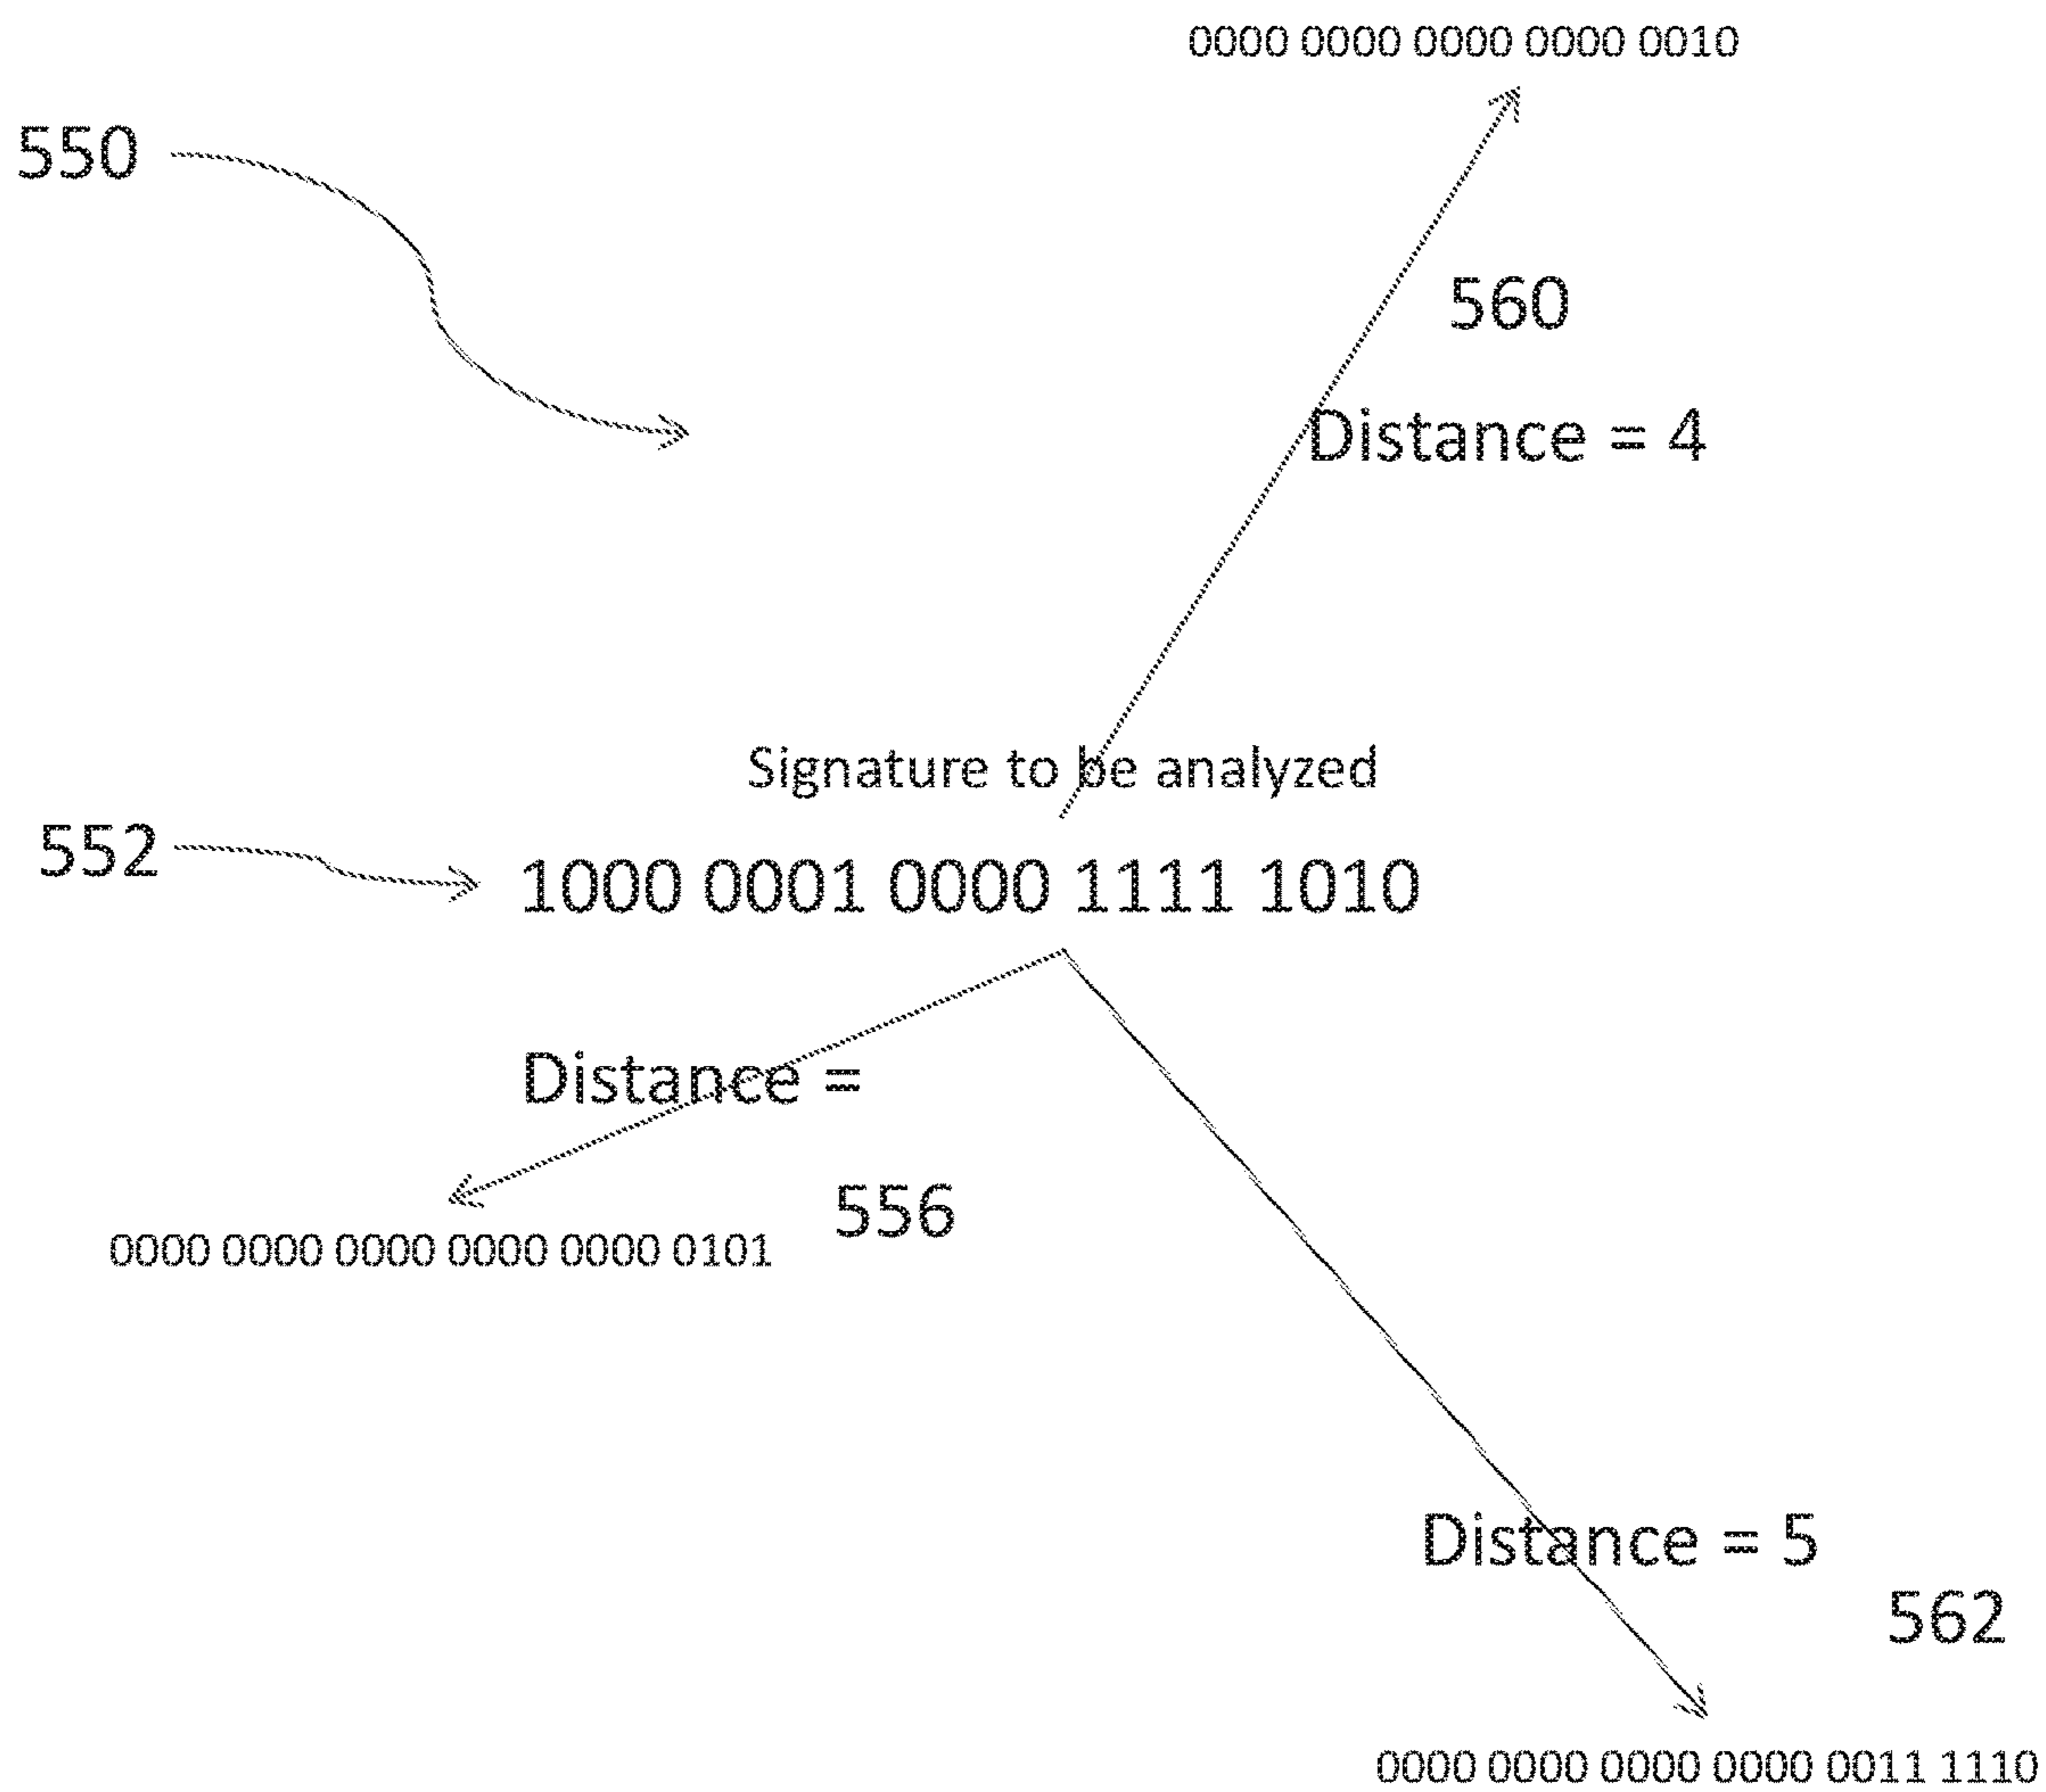 0000 0000 0000 0000 0010
550
560
Distance = 4
Signature to be analyzed
552
1000 0001 0000 1111 1010
Distance =
556
0000 0000 0000 0000 0000 0101
Distance = 5
562
0000 0000 0000 0000 0011 1110